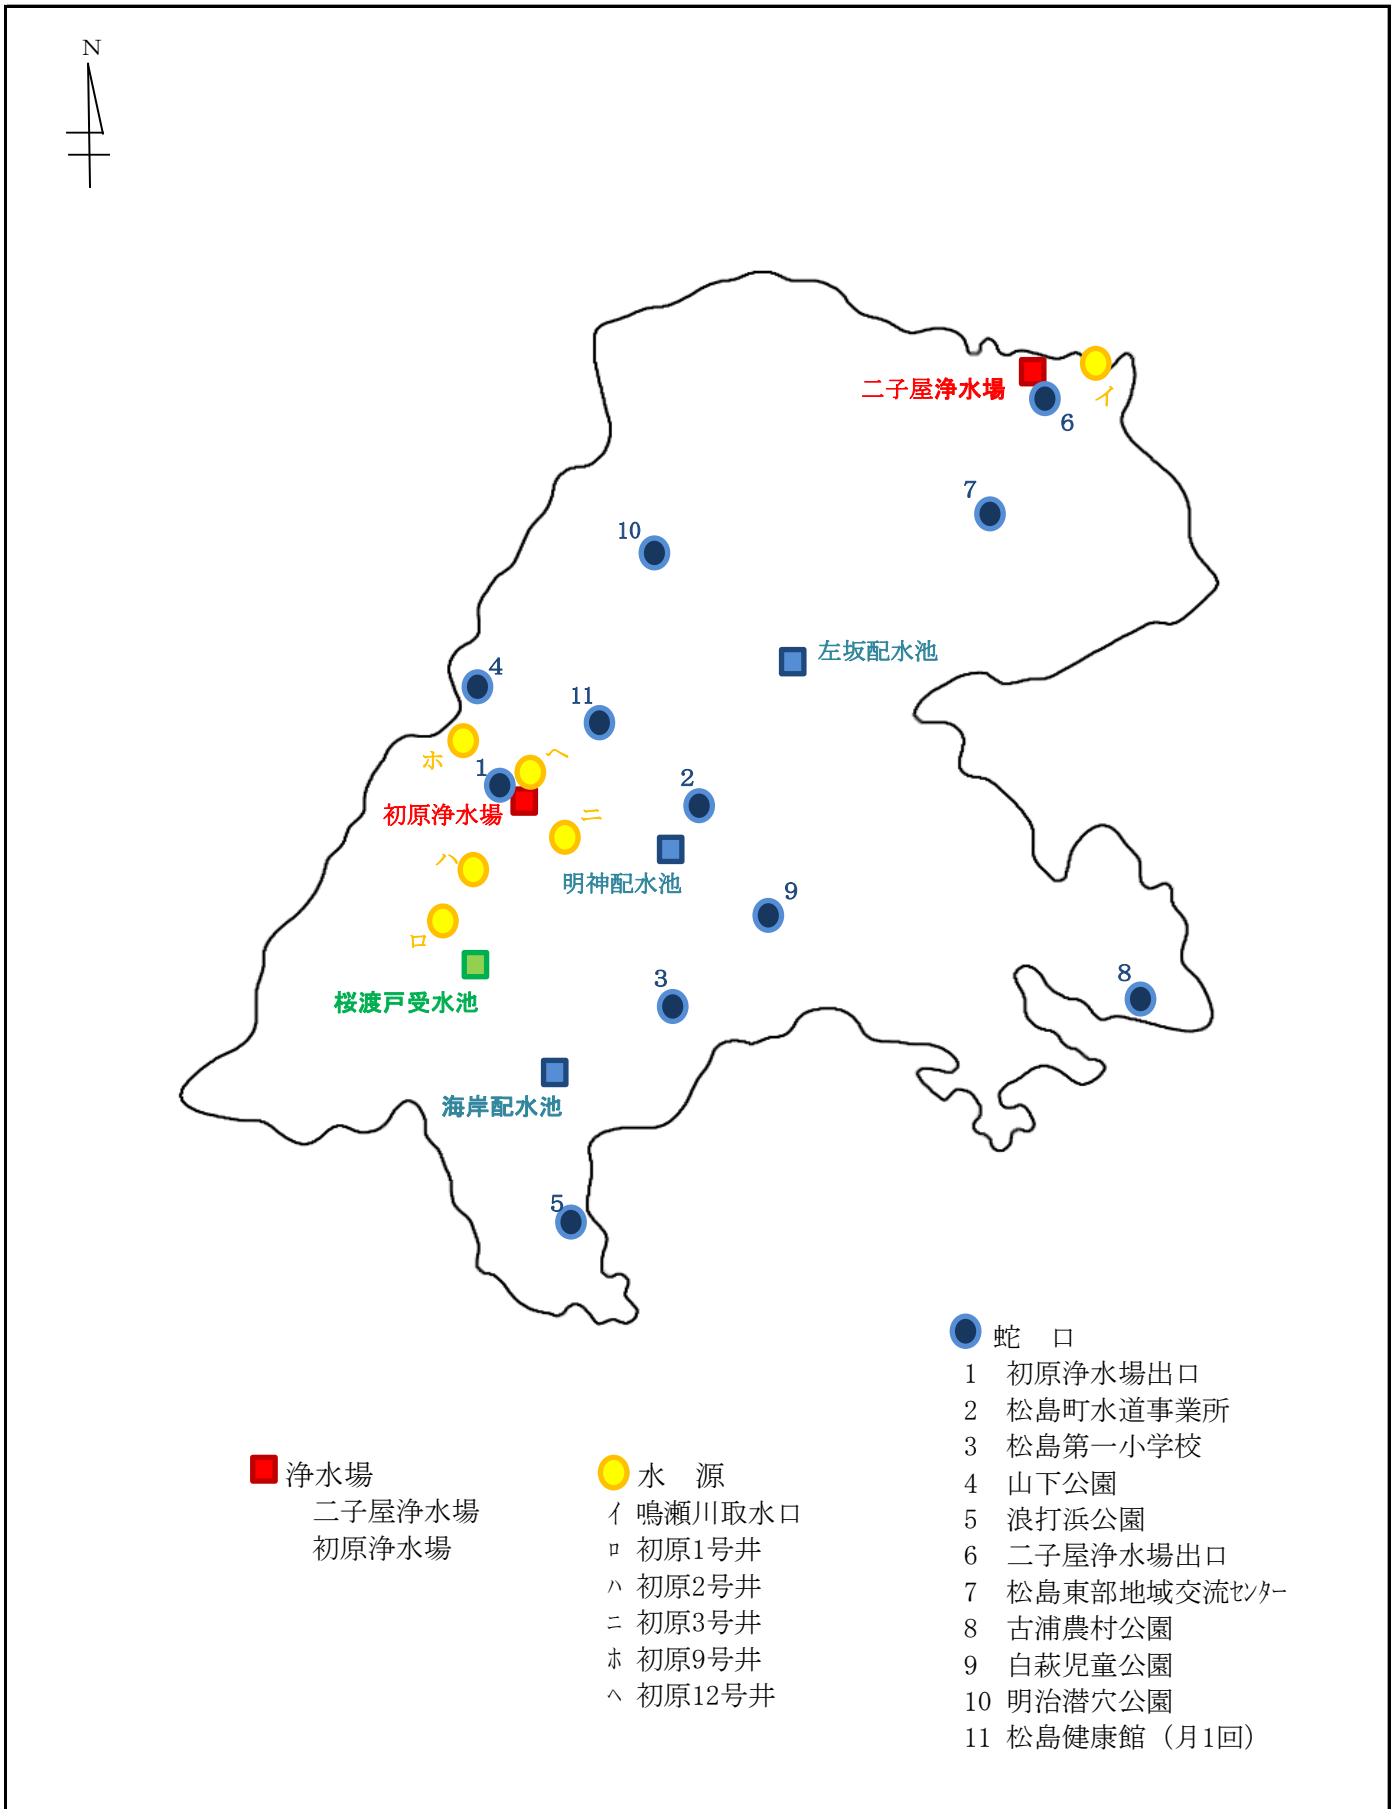 N
二子屋浄水場
イ
6
7
10
左坂配水池
4
11
ホ
ヘ
1
2
初原浄水場
ニ
ハ
明神配水池
9
ロ
3
8
桜渡戸受水池
海岸配水池
5
蛇　口
1　初原浄水場出口
2　松島町水道事業所
3　松島第一小学校
4　山下公園
5　浪打浜公園
6　二子屋浄水場出口
7　松島東部地域交流ｾﾝﾀｰ
8　古浦農村公園
9　白萩児童公園
10 明治潜穴公園
11 松島健康館（月1回）
浄水場
二子屋浄水場
初原浄水場
水　源
ｲ 鳴瀬川取水口
ﾛ 初原1号井
ﾊ 初原2号井
ﾆ 初原3号井
ﾎ 初原9号井
ﾍ 初原12号井